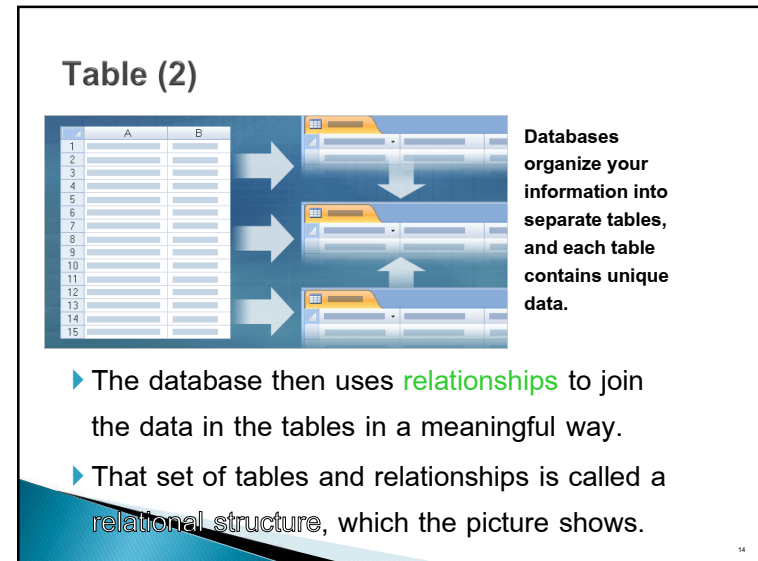 Table (2)
A B
1
2
3
4
5
6
7
8
9
10
11
12
13
14
15
Databases
organize your
information into
separate tables,
and each table
contains unique
data.
The database then uses relationships to join
the data in the tables in a meaningful way.
That set of tables and relationships is called a
relational structure, which the picture shows.
14